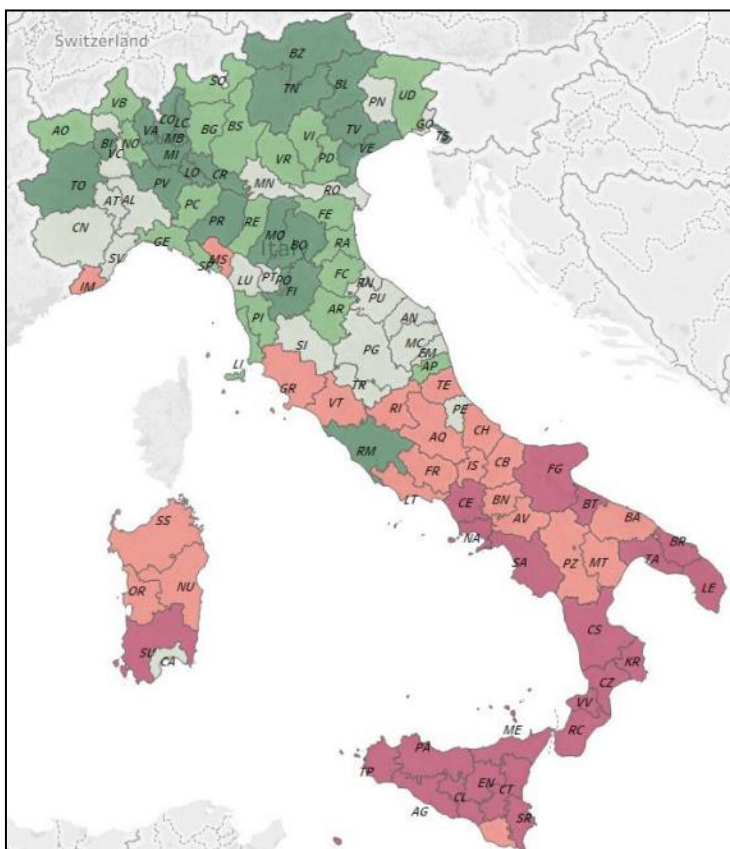 Switzerland
BZ
SO
VB
TN
BL
UD
PN
AO
CO
LC
VA
MB
BG
BS
VI
TV
GO
TS
BI
NO
VC
MI
VR
PD
VE
TO
PV
LO
CR
MN
RO
AT
AL
PC
PR
RE
MO
FE
CN
GE
BO
RA
SV
SP
MS
FC
IM
LU
PT
PO
FI
RN
PU
PI
AR
AN
SI
MC
PG
FM
LI
AP
TR
GR
TE
VT
RI
PE
AQ
CH
RM
FR
IS
CB
FG
LT
CE
BN
BT
BA
NA
AV
SS
PZ
MT
BR
SA
TA
LE
OR
NU
CS
SU
CA
KR
CZ
VV
ME
RC
PA
TP
EN
CT
AG
CL
SR